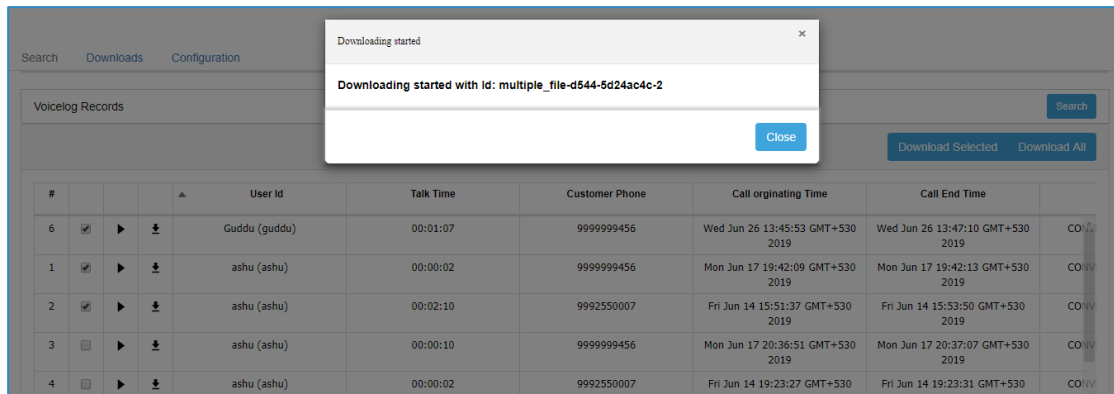 Downloading started ×
Search Downloads Configuration
Downloading started with Id: multiple_file-d544-5d24ac4c-2
Voicelog Records Search
Close
Download Selected Download All
# User Id Talk Time Customer Phone Call orginating Time Call End Time
6 Guddu (guddu) 00:01:07 9999999456 Wed Jun 26 13:45:53 GMT+530 Wed Jun 26 13:47:10 GMT+530
2019 2019
1 ashu (ashu) 00:00:02 9999999456 Mon Jun 17 19:42:09 GMT+530 Mon Jun 17 19:42:13 GMT+530 CONV
2019 2019
2 ashu (ashu) 00:02:10 9992550007 Fri Jun 14 15:51:37 GMT+530 Fri Jun 14 15:53:50 GMT+530 CONV
2019 2019
3 ashu (ashu) 00:00:10 9999999456 Mon Jun 17 20:36:51 GMT+530 Mon Jun 17 20:37:07 GMT+530 CONV
2019 2019
4 ashu (ashu) 00:00:02 9992550007 Fri Jun 14 19:23:27 GMT+530 Fri Jun 14 19:23:31 GMT+530 CONV